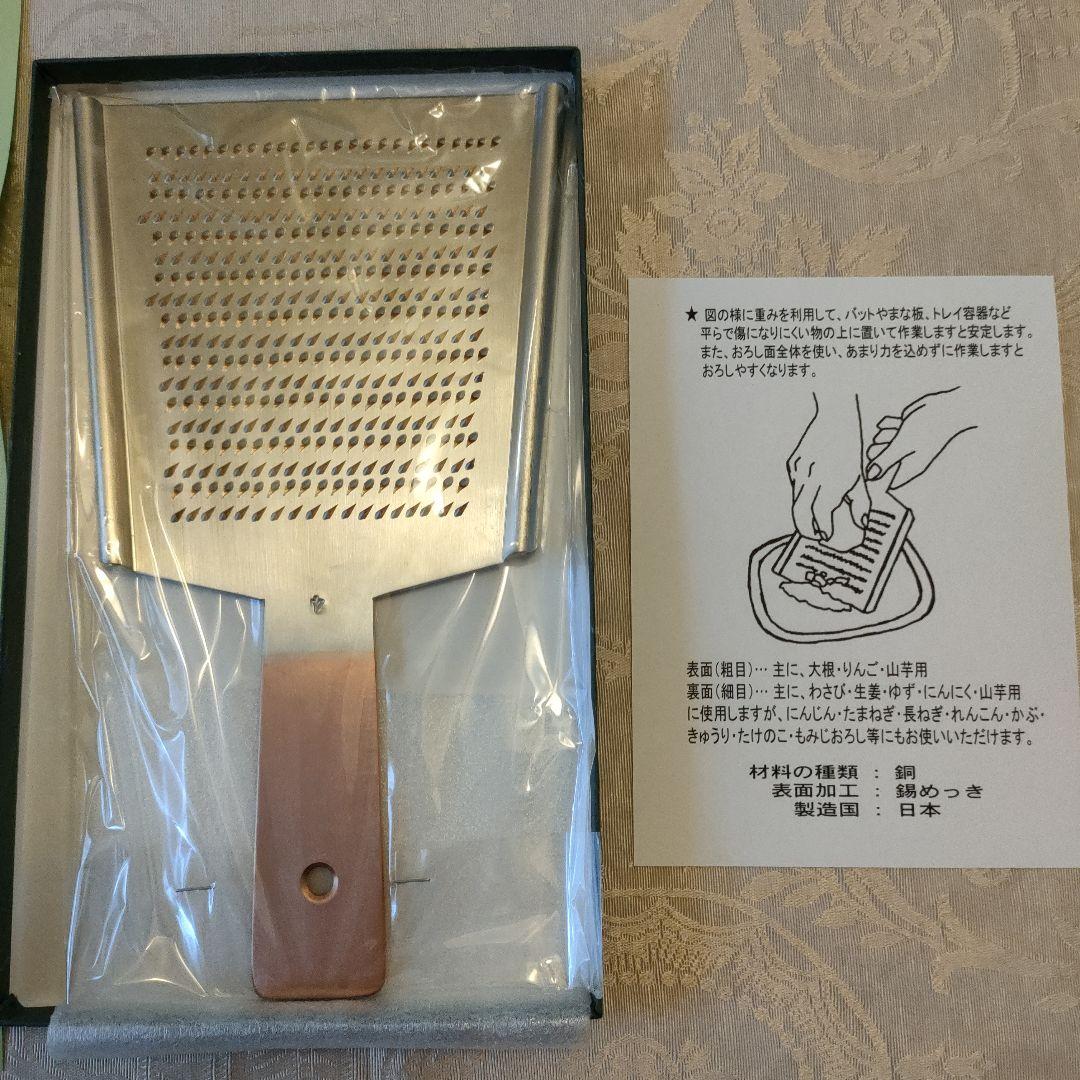 ★ 図の様に重みを利用して、バットやまな板、トレイ容器など
平らで傷になりにくい物の上に置いて作業しますと安定します。
また、おろし面全体を使い、あまり力を込めずに作業しますと
おろしやすくなります。
表面(粗目)… 主に、大根・りんご・山芋用
裏面(細目)… 主に、わさび・生姜・ゆず・にんにく・山芋用
に使用しますが、にんじん・たまねぎ・長ねぎ・れんこん・かぶ・
きゅうり・たけのこ・もみじおろし等にもお使いいただけます。
材料の種類 : 銅
表面加工 : 錫めっき
製造国 : 日本